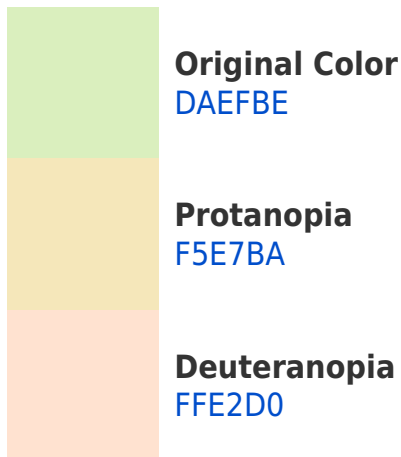 Original Color
DAEFBE
Protanopia
F5E7BA
Deuteranopia
FFE2D0